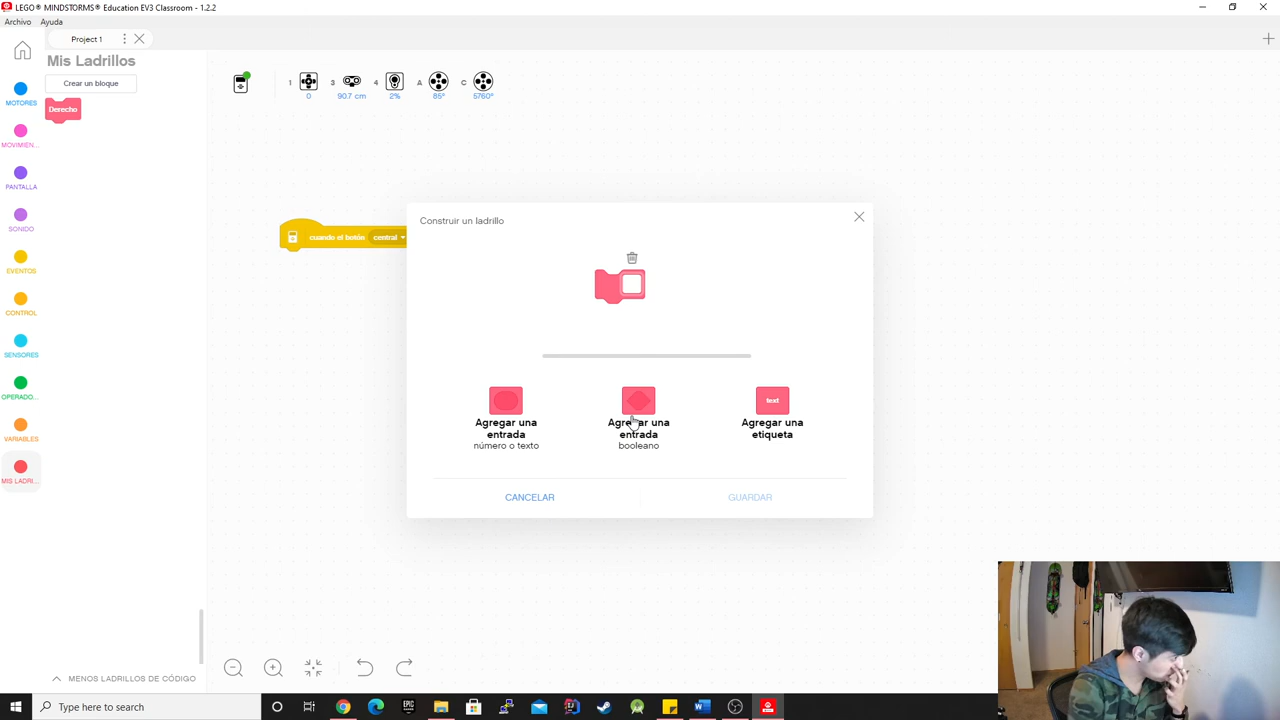 LEGO® MINDSTORMS® Education EV3 Classroom - 1.2.2
Archivo Ayuda
Project 1
Mis Ladrillos
Crear un bloque
Derecho
MOTORES
MOVIMIEN...
PANTALLA
SONIDO
EVENTOS
CONTROL
SENSORES
OPERADO...
VARIABLES
MIS LADRI...
1 3 4 A C
0 90.7 cm 2% 85° 5760°
cuando el botón central
Construir un ladrillo
text
Agregar una entrada
número o texto
Agregar una entrada
booleano
Agregar una etiqueta
CANCELAR GUARDAR
MENOS LADRILLOS DE CÓDIGO
Type here to search
EPIC